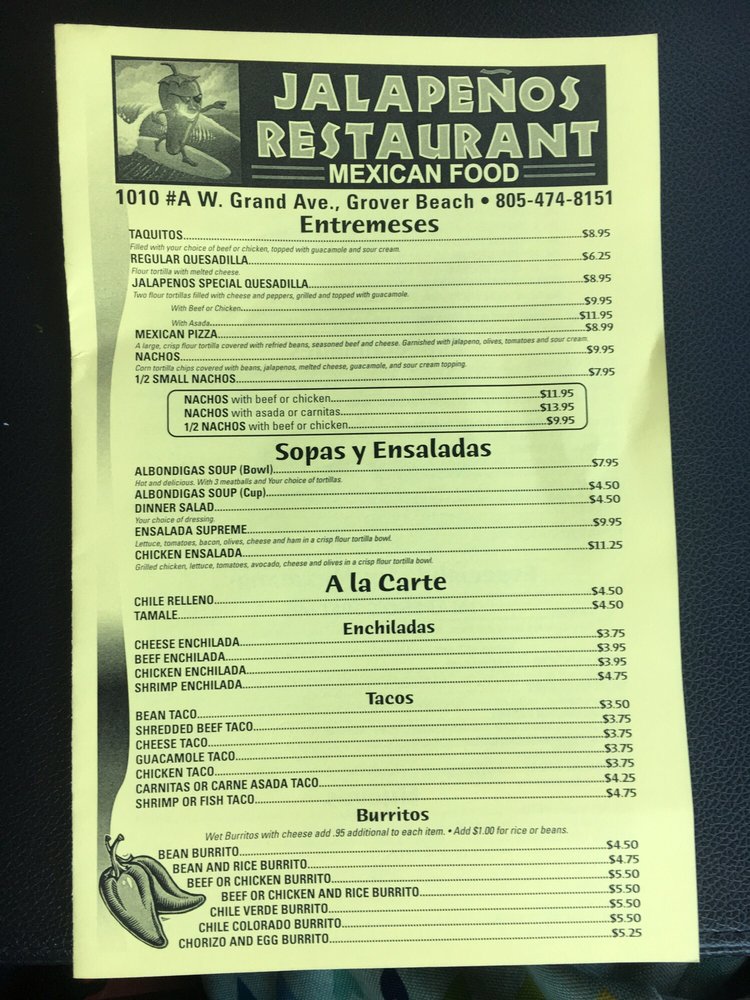 JALAPEÑOS
RESTAURANT
MEXICAN FOOD
1010 #A W. Grand Ave., Grover Beach • 805-474-8151
Entremeses
TAQUITOS....$8.95
Filled with your choice of beef or chicken, topped with guacamole and sour cream.
REGULAR QUESADILLA....$6.25
Flour tortilla with melted cheese.
JALAPENOS SPECIAL QUESADILLA....$8.95
Two flour tortillas filled with cheese and peppers, grilled and topped with guacamole.
With Beef or Chicken....$9.95
With Asada....$11.95
MEXICAN PIZZA....$8.99
A large, crisp flour tortilla covered with refried beans, seasoned beef and cheese. Garnished with jalapeno, olives, tomatoes and sour cream.
NACHOS....$9.95
Corn tortilla chips covered with beans, jalapenos, melted cheese, guacamole, and sour cream topping.
1/2 SMALL NACHOS....$7.95
NACHOS with beef or chicken....$11.95
NACHOS with asada or carnitas....$13.95
1/2 NACHOS with beef or chicken....$9.95
Sopas y Ensaladas
ALBONDIGAS SOUP (Bowl)....$7.95
Hot and delicious. With 3 meatballs and Your choice of tortillas.
ALBONDIGAS SOUP (Cup)....$4.50
DINNER SALAD....$4.50
Your choice of dressing.
ENSALADA SUPREME....$9.95
Lettuce, tomatoes, bacon, olives, cheese and ham in a crisp flour tortilla bowl.
CHICKEN ENSALADA....$11.25
Grilled chicken, lettuce, tomatoes, avocado, cheese and olives in a crisp flour tortilla bowl.
A la Carte
CHILE RELLENO....$4.50
TAMALE....$4.50
Enchiladas
CHEESE ENCHILADA....$3.75
BEEF ENCHILADA....$3.95
CHICKEN ENCHILADA....$3.95
SHRIMP ENCHILADA....$4.75
Tacos
BEAN TACO....$3.50
SHREDDED BEEF TACO....$3.75
CHEESE TACO....$3.75
GUACAMOLE TACO....$3.75
CHICKEN TACO....$3.75
CARNITAS OR CARNE ASADA TACO....$4.25
SHRIMP OR FISH TACO....$4.75
Burritos
Wet Burritos with cheese add .95 additional to each item. • Add $1.00 for rice or beans.
BEAN BURRITO....$4.50
BEAN AND RICE BURRITO....$4.75
BEEF OR CHICKEN BURRITO....$5.50
BEEF OR CHICKEN AND RICE BURRITO....$5.50
CHILE VERDE BURRITO....$5.50
CHILE COLORADO BURRITO....$5.50
CHORIZO AND EGG BURRITO....$5.25